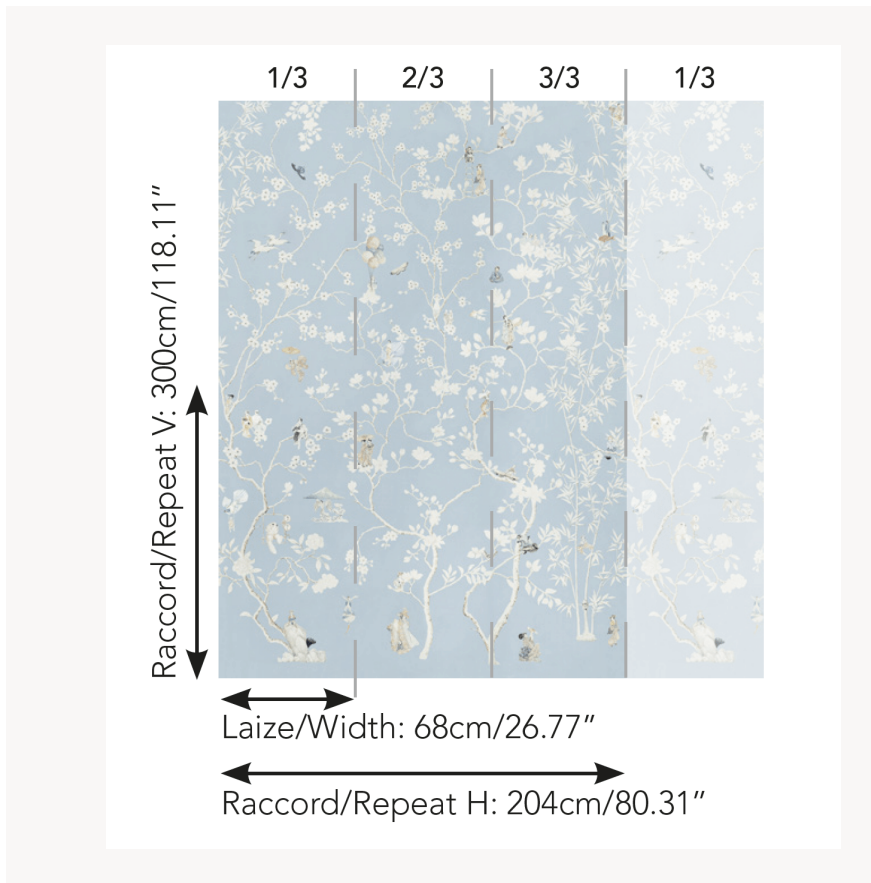 1/3 2/3 3/3 1/3
Raccord/Repeat V: 300cm/118.11”
Laize/Width: 68cm/26.77”
Raccord/Repeat H: 204cm/80.31”